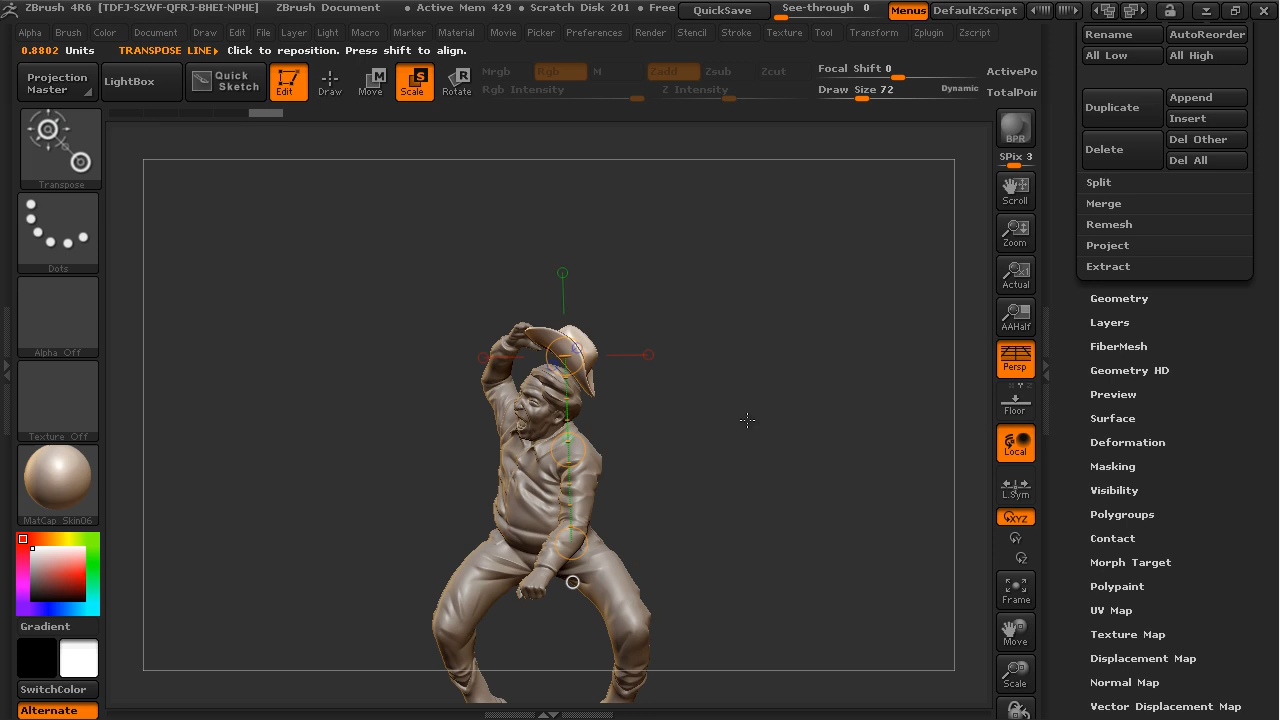 ZBrush 4R6 [TDFJ-SZWF-QFRJ-BHEI-NPHE] ZBrush Document • Active Mem 429 • Scratch Disk 201 • Free QuickSave See-through 0 Menus DefaultZScript
Alpha Brush Color Document Draw Edit File Layer Light Macro Marker Material Movie Picker Preferences Render Stencil Stroke Texture Tool Transform Zplugin Zscript
0.8802 Units TRANSPOSE LINE▸ Click to reposition. Press shift to align.
Projection Master
LightBox
Quick Sketch
Edit
Draw
Move
Scale
Rotate
Mrgb Rgb M
Rgb Intensity
Zadd Zsub Zcut
Z Intensity
Focal Shift 0
Draw Size 72
Dynamic
ActivePo
TotalPoin
Transpose
Dots
Alpha Off
Texture Off
MatCap Skin06
Gradient
SwitchColor
Alternate
BPR
SPix 3
Scroll
Zoom
Actual
AAHalf
Persp
Floor
Local
L.Sym
XYZ
Y
Z
Frame
Move
Scale
Rename AutoReorder
All Low All High
Duplicate Append
Insert
Delete Del Other
Del All
Split
Merge
Remesh
Project
Extract
Geometry
Layers
FiberMesh
Geometry HD
Preview
Surface
Deformation
Masking
Visibility
Polygroups
Contact
Morph Target
Polypaint
UV Map
Texture Map
Displacement Map
Normal Map
Vector Displacement Map